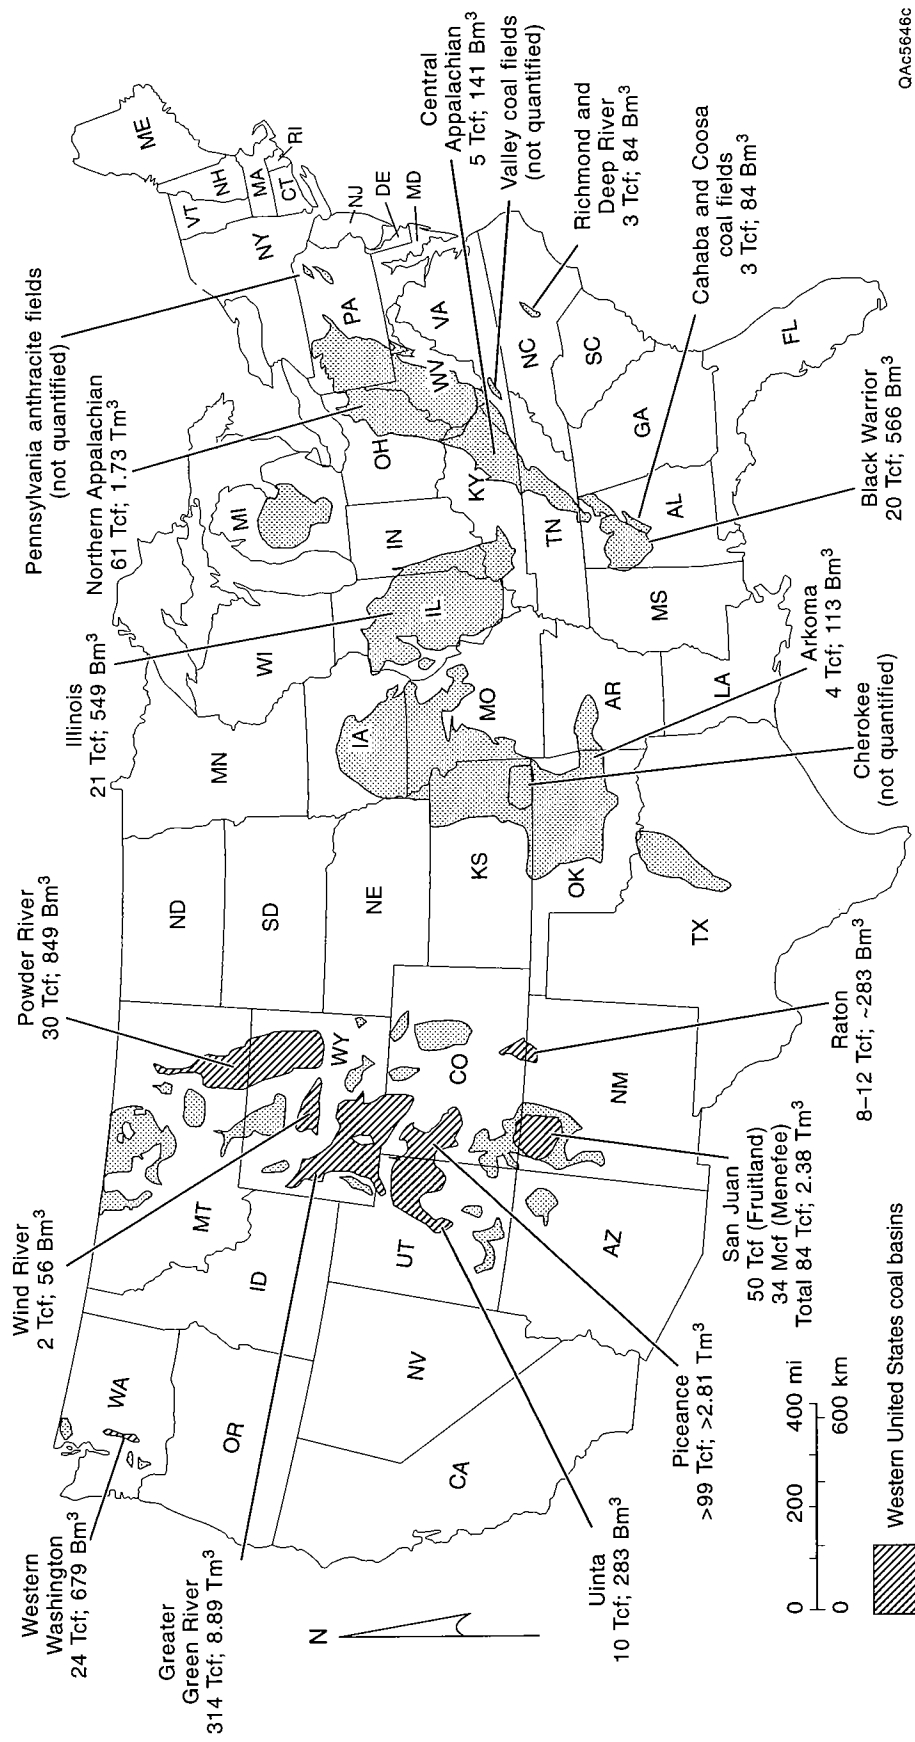 Western
Washington
24 Tcf; 679 Bm³
Wind River
2 Tcf; 56 Bm³
Powder River
30 Tcf; 849 Bm³
Illinois
21 Tcf; 549 Bm³
Northern Appalachian
61 Tcf; 1.73 Tm³
Pennsylvania anthracite fields
(not quantified)
Greater
Green River
314 Tcf; 8.89 Tm³
Central
Appalachian
5 Tcf; 141 Bm³
Valley coal fields
(not quantified)
Richmond and
Deep River
3 Tcf; 84 Bm³
Cahaba and Coosa
coal fields
3 Tcf; 84 Bm³
Black Warrior
20 Tcf; 566 Bm³
Arkoma
4 Tcf; 113 Bm³
Cherokee
(not quantified)
Raton
8–12 Tcf; ~283 Bm³
San Juan
50 Tcf (Fruitland)
34 Mcf (Menefee)
Total 84 Tcf; 2.38 Tm³
Piceance
>99 Tcf; >2.81 Tm³
Uinta
10 Tcf; 283 Bm³
WA
OR
CA
NV
ID
MT
UT
AZ
WY
CO
NM
ND
SD
NE
KS
OK
TX
MN
IA
MO
AR
LA
WI
IL
MS
MI
IN
KY
TN
AL
OH
GA
FL
SC
NC
VA
WV
PA
NY
VT
NH
ME
MA
CT
RI
NJ
DE
MD
N
0 200 400 mi
0 600 km
Western United States coal basins
QAc5646c